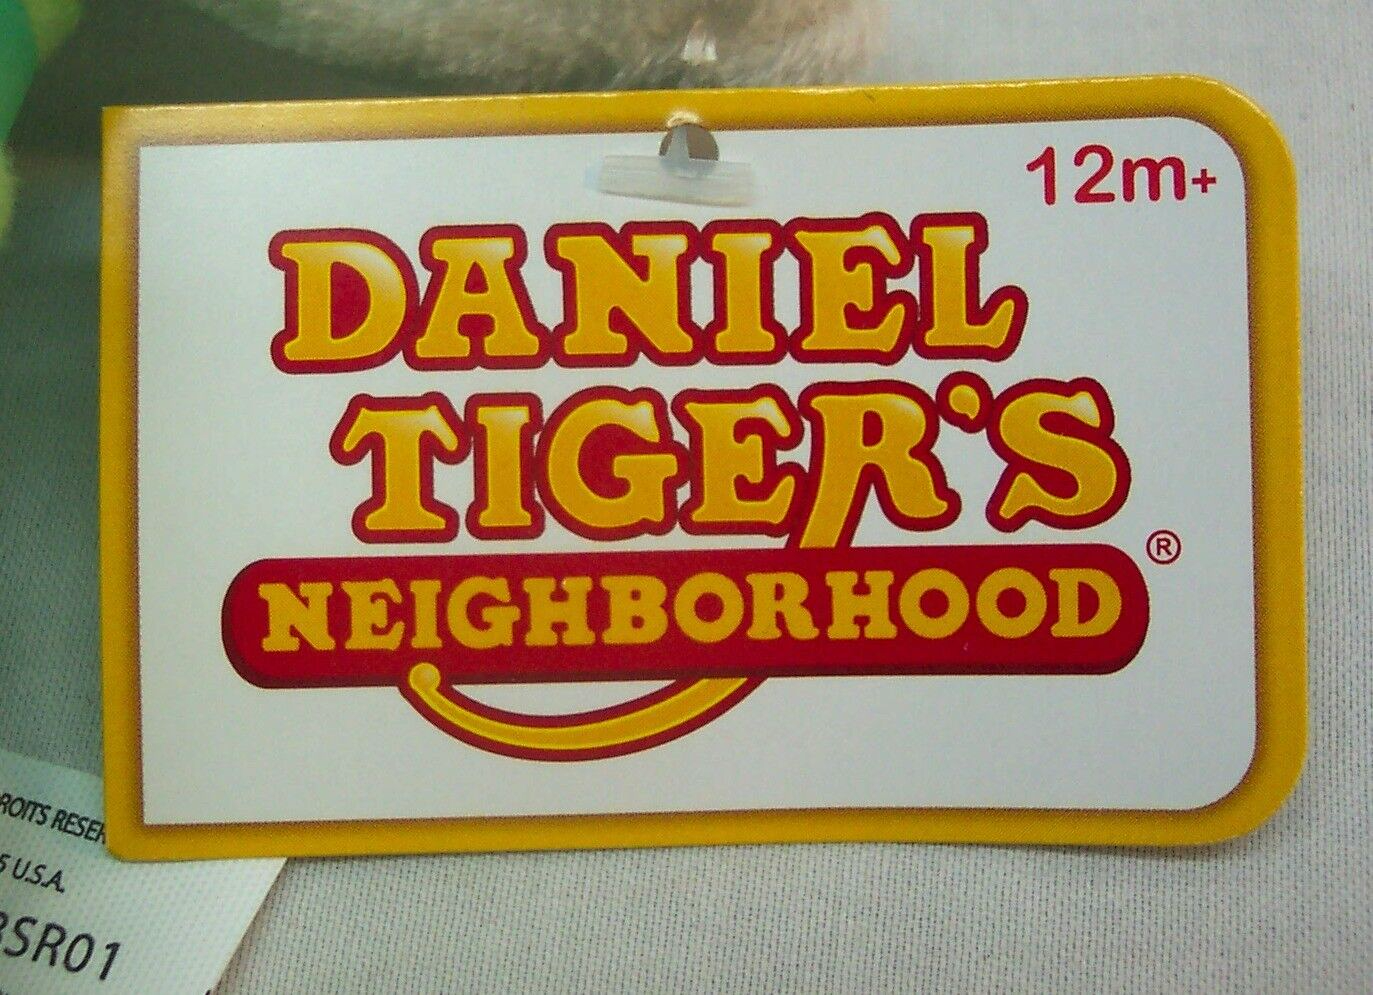 12m+
DANIEL
TIGER'S
NEIGHBORHOOD®
U.S.A.